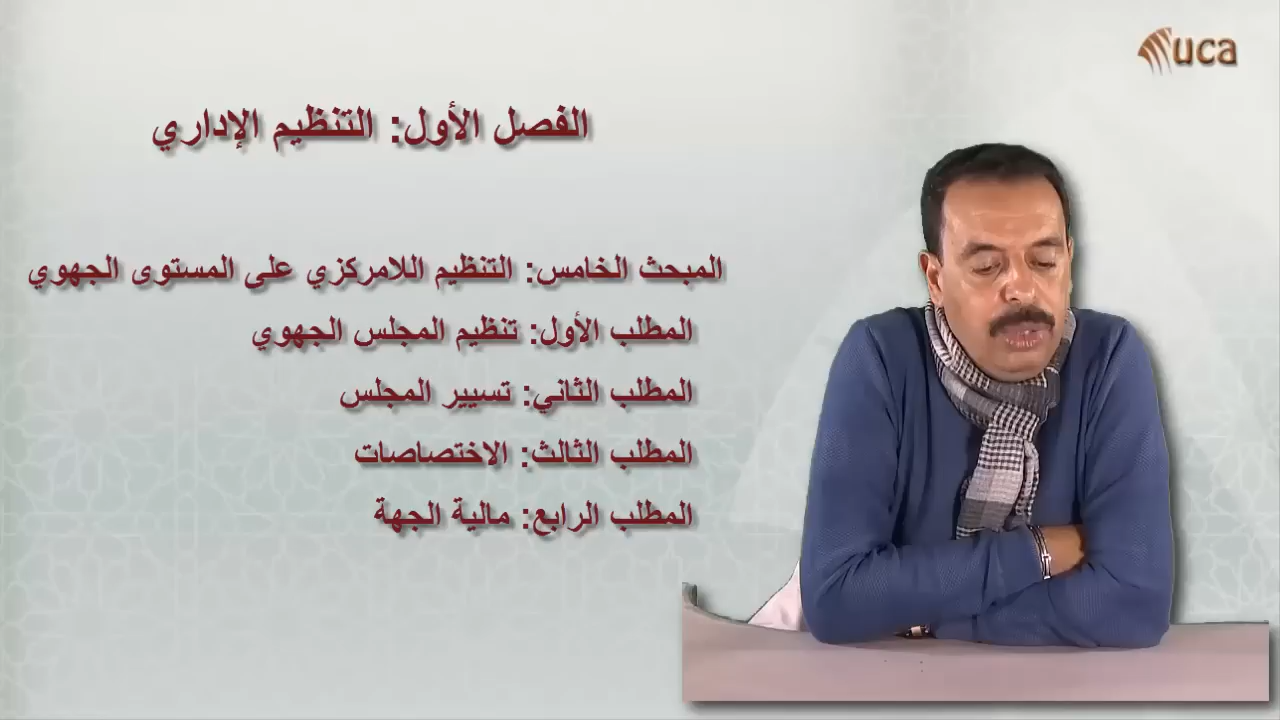 uca
الفصل الأول: التنظيم الإداري
المبحث الخامس: التنظيم اللامركزي على المستوى الجهوي
المطلب الأول: تنظيم المجلس الجهوي
المطلب الثاني: تسيير المجلس
المطلب الثالث: الاختصاصات
المطلب الرابع: مالية الجهة